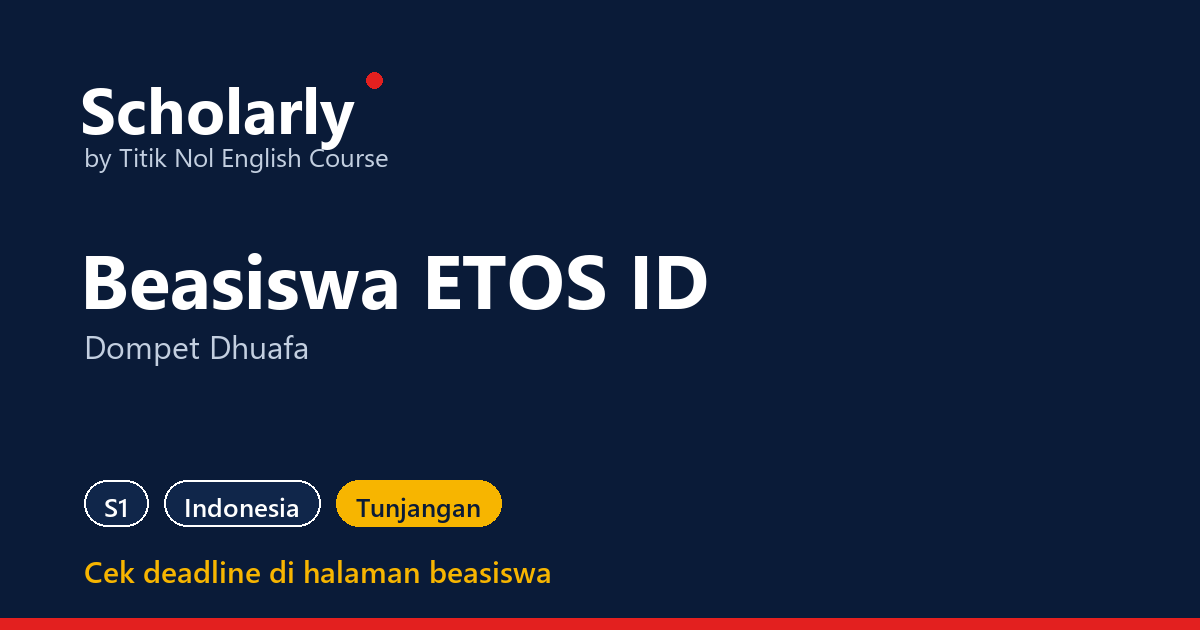 Scholarly
by Titik Nol English Course
Beasiswa ETOS ID
Dompet Dhuafa
S1 Indonesia Tunjangan
Cek deadline di halaman beasiswa